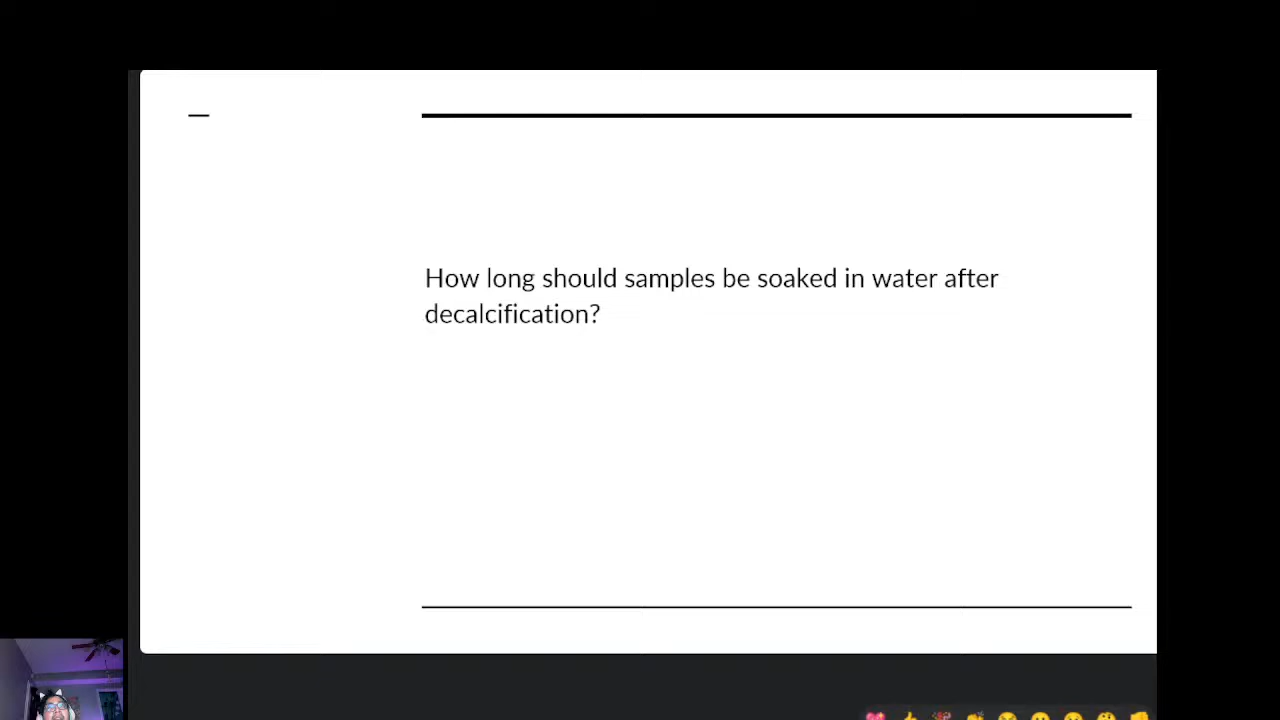 How long should samples be soaked in water after
decalcification?